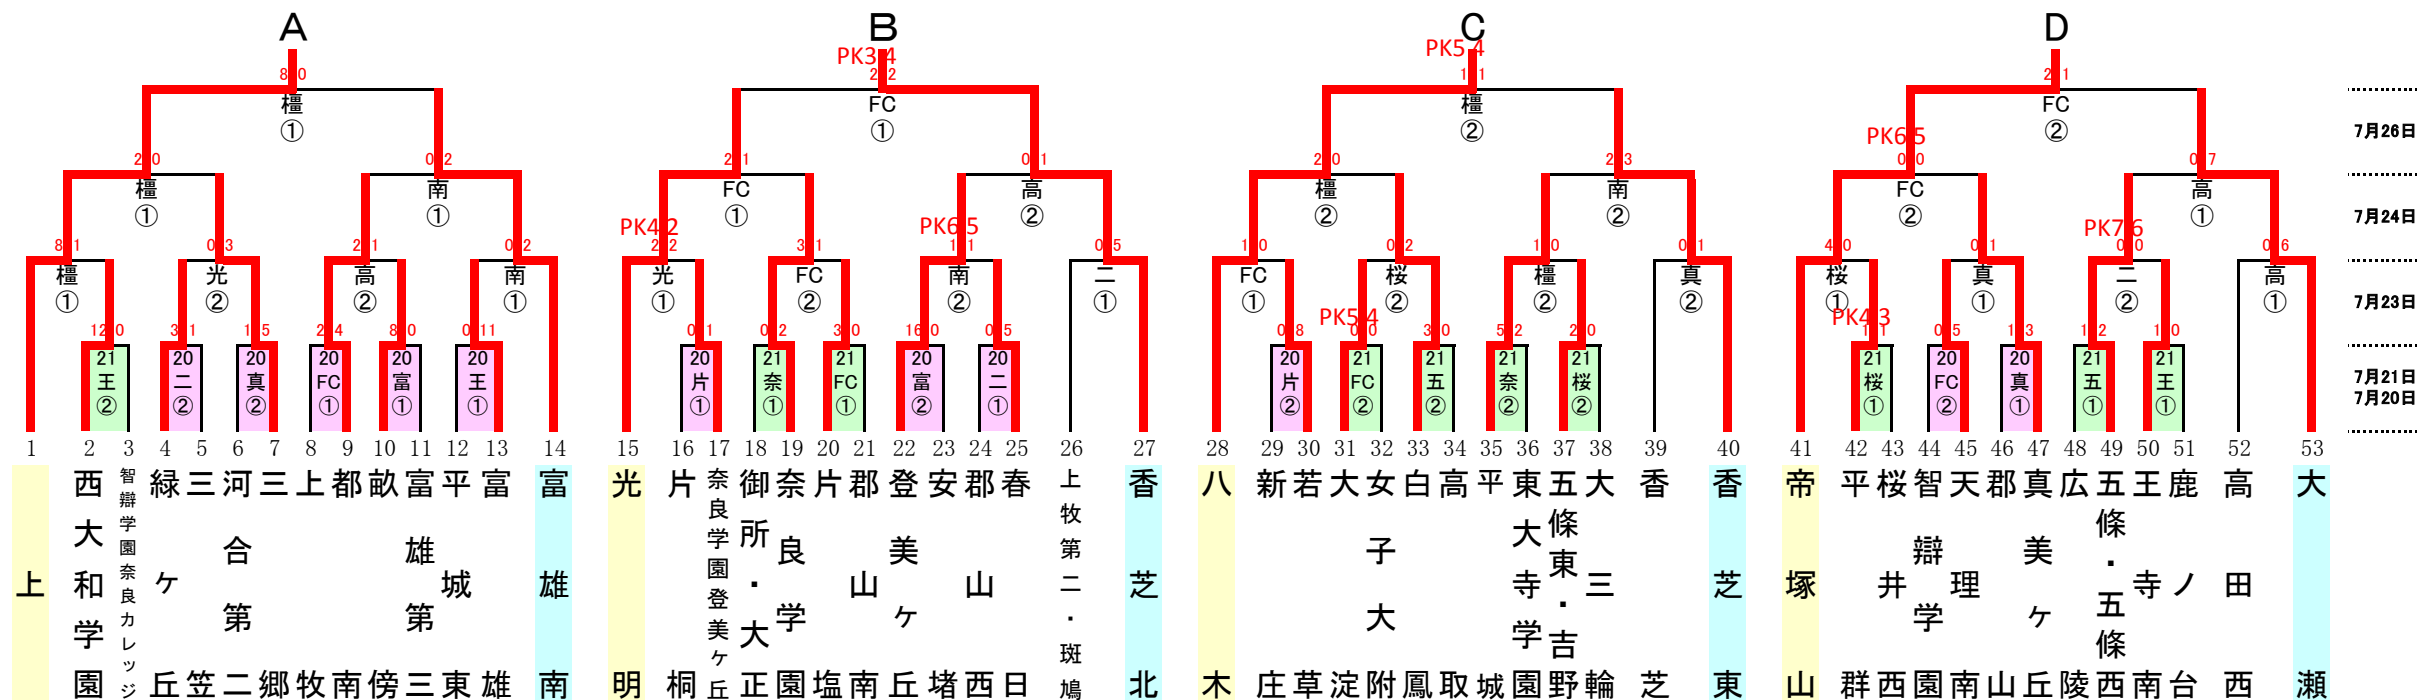 A B C D
PK3 4 PK5 4
8 0 2 2 1 1 2 1
橿 FC 橿 FC
① ① ② ②
7月26日
PK6 5
2 0 0 2 2 1 0 1 2 0 2 3 0 0 0 7
橿 南 FC 高 橿 南 FC 高
① ① ① ② ② ② ② ①
7月24日
PK4 2 PK6 5 PK7 6
8 1 0 3 2 1 0 2 2 2 3 1 1 1 0 5 1 0 0 2 1 0 0 1 4 0 0 1 0 0 0 6
橿 光 高 南 光 FC 南 二 FC 桜 橿 真 桜 真 二 高
① ② ② ① ① ② ② ① ① ② ② ② ① ① ② ①
7月23日
PK5 4 PK4 3
12 0 3 1 1 5 2 4 8 0 0 11 0 1 0 2 3 0 16 0 0 5 0 8 0 0 3 0 5 2 2 0 1 1 0 5 1 3 1 2 1 0
21 20 20 20 20 20 20 21 21 20 20 20 21 21 21 21 21 20 20 21 21
王 二 真 FC 富 王 片 奈 FC 富 二 片 FC 五 奈 桜 桜 FC 真 五 王
② ② ② ① ① ① ① ① ① ② ① ② ② ② ② ② ① ② ① ① ①
7月21日
7月20日
1 2 3 4 5 6 7 8 9 10 11 12 13 14 15 16 17 18 19 20 21 22 23 24 25 26 27 28 29 30 31 32 33 34 35 36 37 38 39 40 41 42 43 44 45 46 47 48 49 50 51 52 53
上
西大和学園
智辯学園奈良カレッジ
緑ヶ丘
三笠
河合第二
三郷
上牧
都南
畝傍
富雄第三
平城東
富雄
富雄南
光明
片桐
奈良学園登美ヶ丘
御所・大正
奈良学園
片塩
郡山南
登美ヶ丘
安堵
郡山西
春日
上牧第二・斑鳩
香芝北
八木
新庄
若草
大淀
女子大附
白鳳
高取
平城
東大寺学園
五條東・吉野
大三輪
香芝
香芝東
帝塚山
平群
桜井西
智辯学園
天理南
郡山
真美ヶ丘
広陵
五條・五條西
王寺南
鹿ノ台
高田西
大瀬